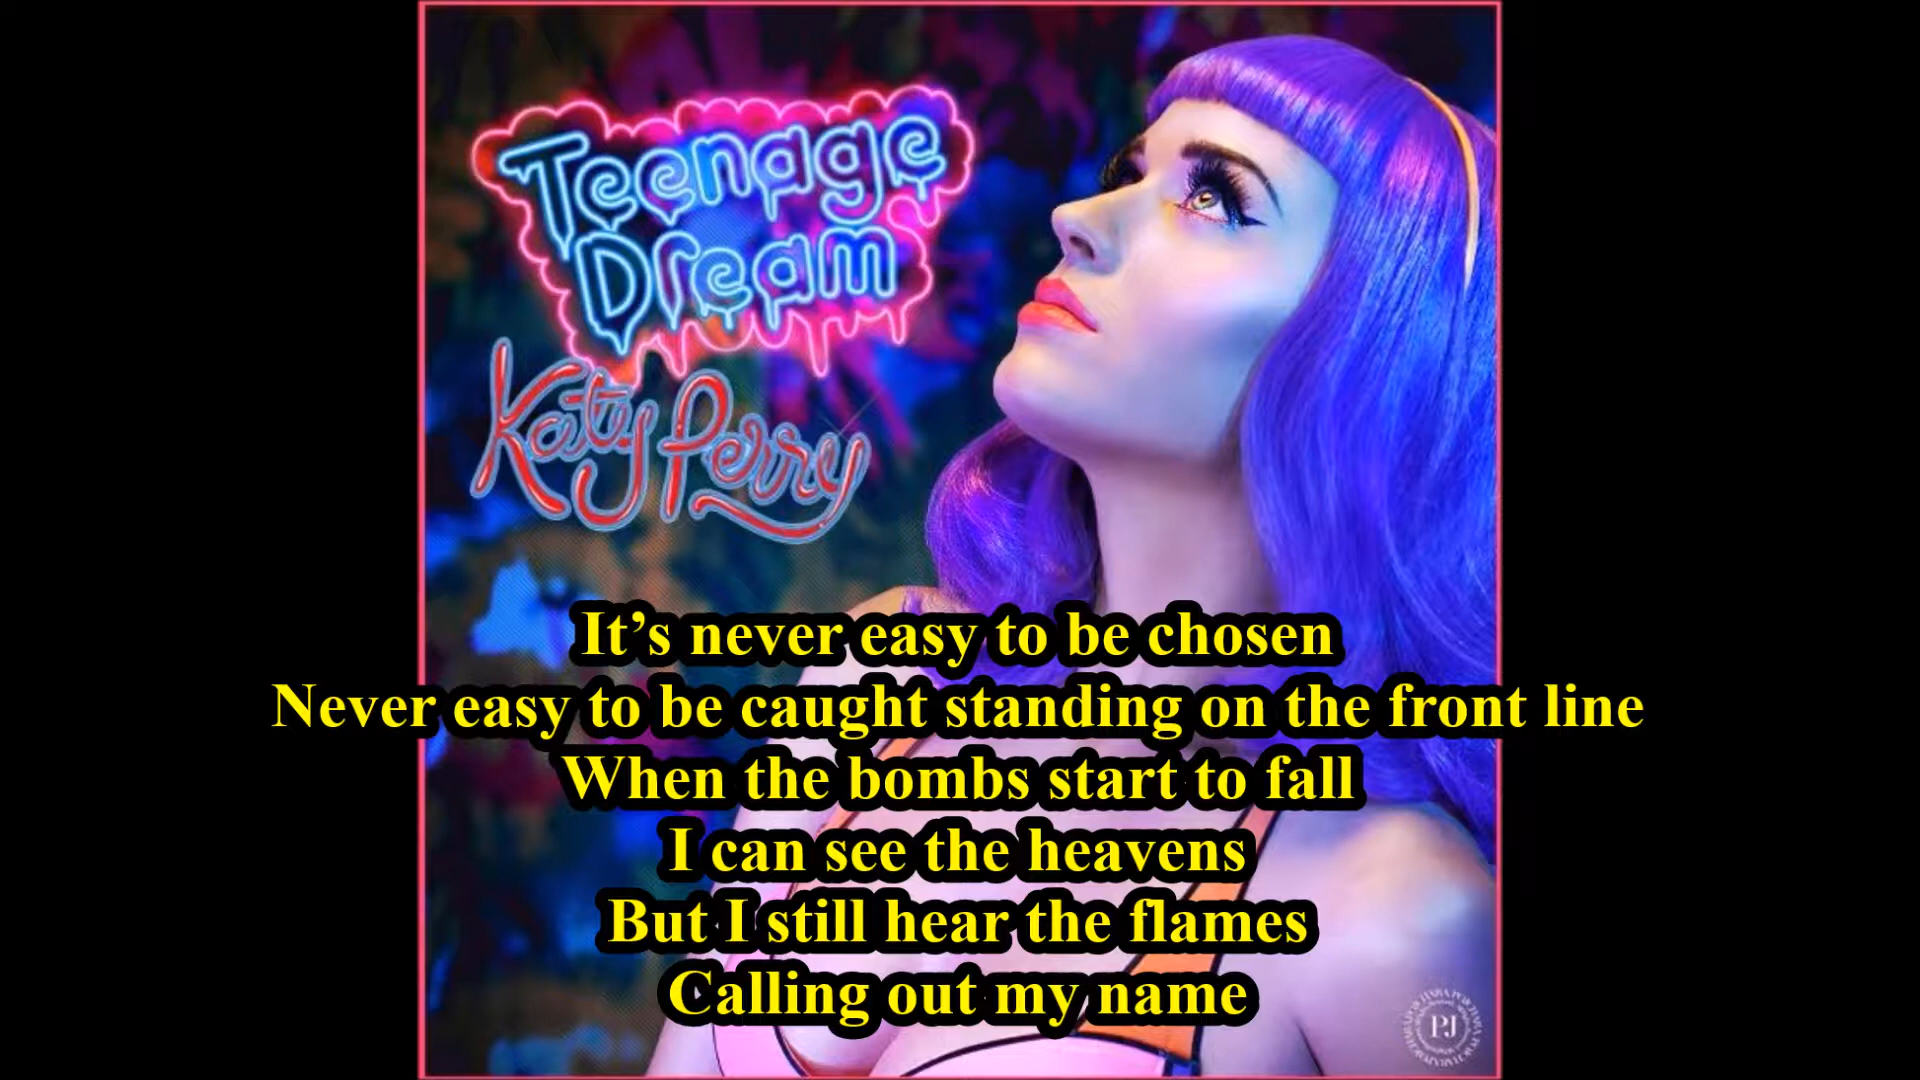 Teenage
Dream
Katy Perry
It’s never easy to be chosen
Never easy to be caught standing on the front line
When the bombs start to fall
I can see the heavens
But I still hear the flames
Calling out my name
PJ